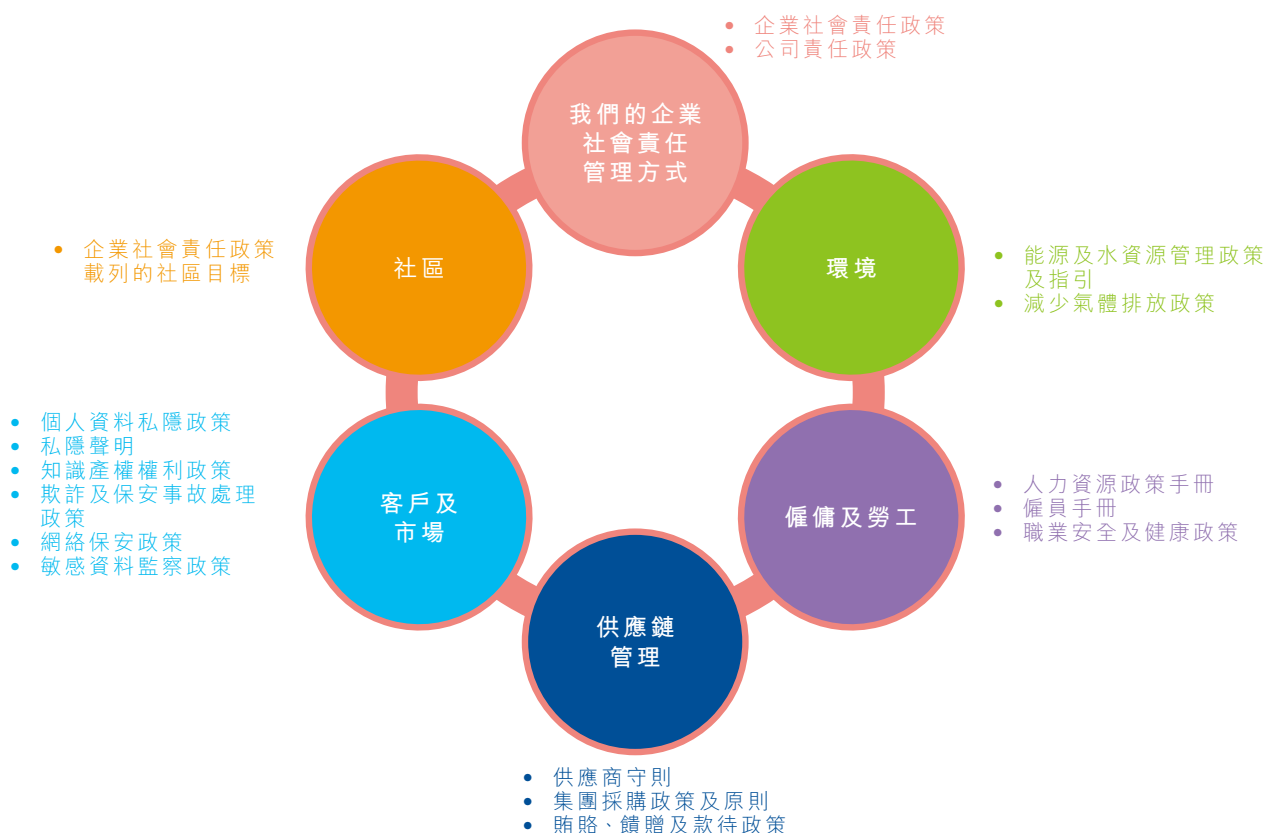 • 企業社會責任政策
• 公司責任政策
我們的企業
社會責任
管理方式
環境
• 能源及水資源管理政策
及指引
• 減少氣體排放政策
僱傭及勞工
• 人力資源政策手冊
• 僱員手冊
• 職業安全及健康政策
供應鏈
管理
• 供應商守則
• 集團採購政策及原則
• 賄賂、饋贈及款待政策
客戶及
市場
• 個人資料私隱政策
• 私隱聲明
• 知識產權權利政策
• 欺詐及保安事故處理
政策
• 網絡保安政策
• 敏感資料監察政策
社區
• 企業社會責任政策
載列的社區目標